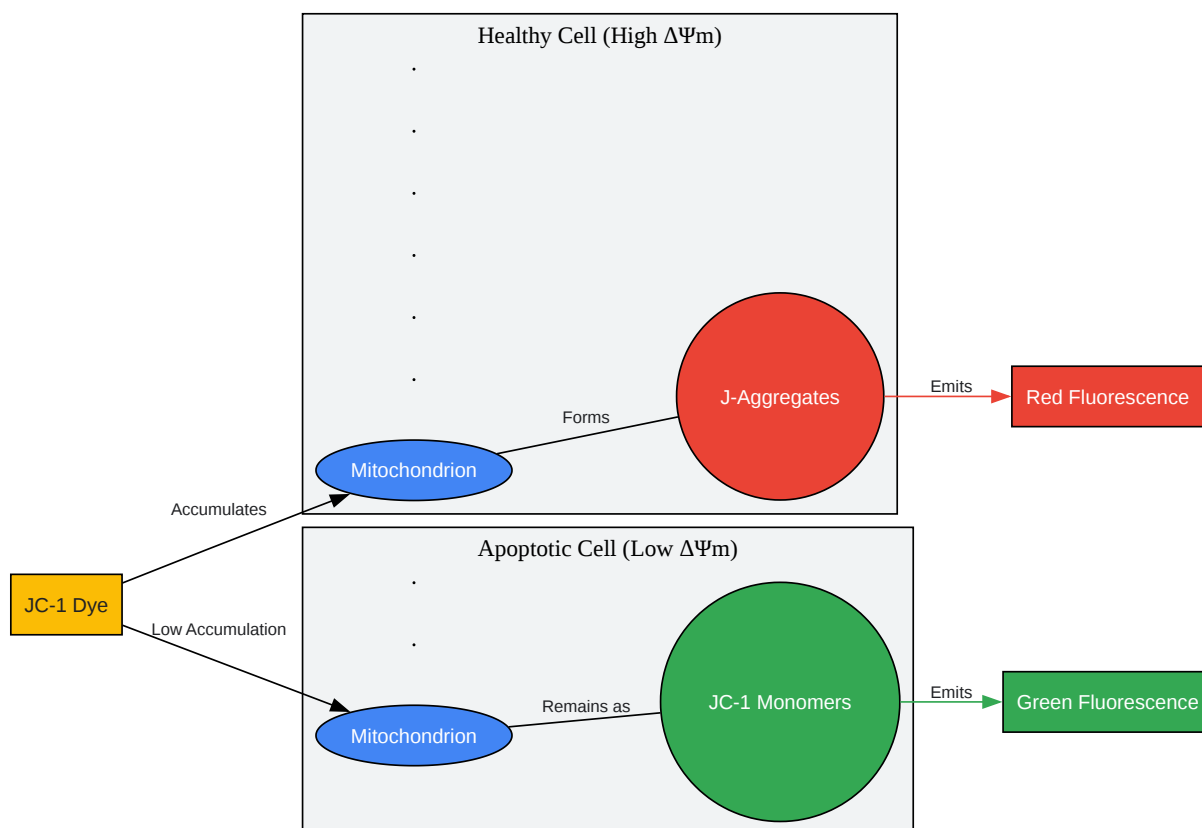 Healthy Cell (High ΔΨm)
J-Aggregates
Emits
Red Fluorescence
Forms
Mitochondrion
Accumulates
Apoptotic Cell (Low ΔΨm)
JC-1 Dye
Low Accumulation
JC-1 Monomers
Emits
Green Fluorescence
Remains as
Mitochondrion